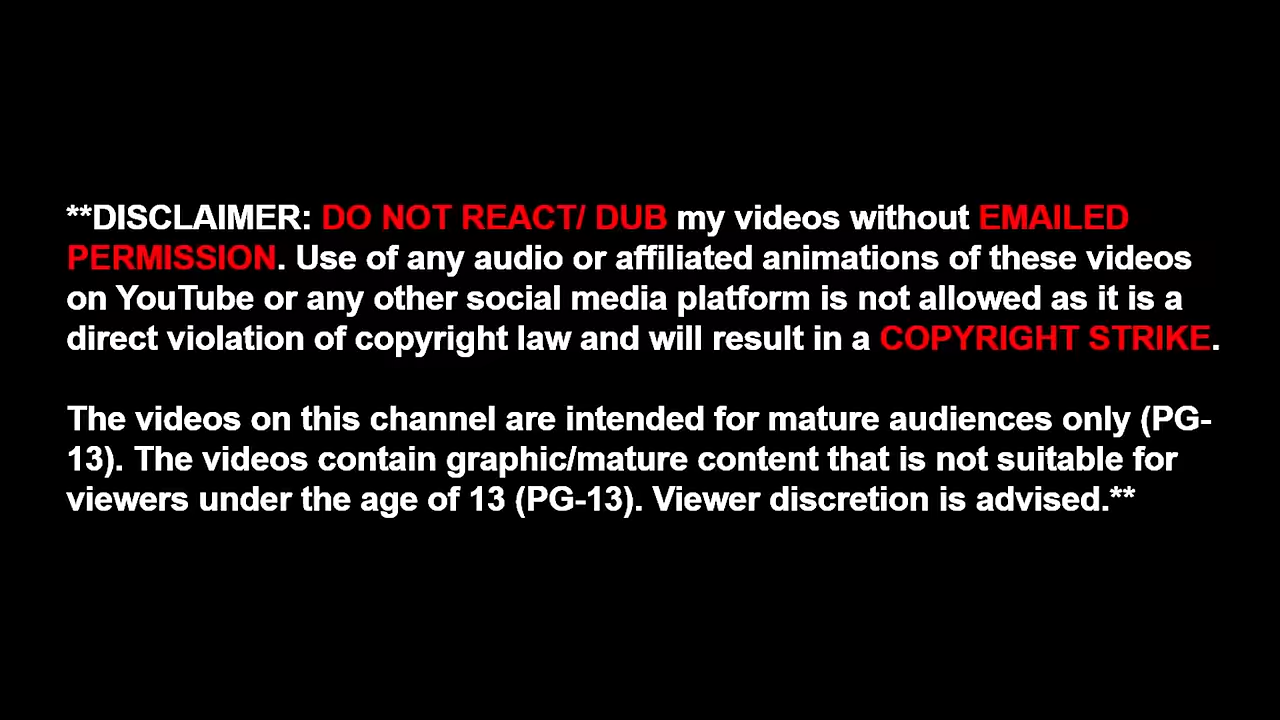 **DISCLAIMER: DO NOT REACT/ DUB my videos without EMAILED
PERMISSION. Use of any audio or affiliated animations of these videos
on YouTube or any other social media platform is not allowed as it is a
direct violation of copyright law and will result in a COPYRIGHT STRIKE.
The videos on this channel are intended for mature audiences only (PG-
13). The videos contain graphic/mature content that is not suitable for
viewers under the age of 13 (PG-13). Viewer discretion is advised.**